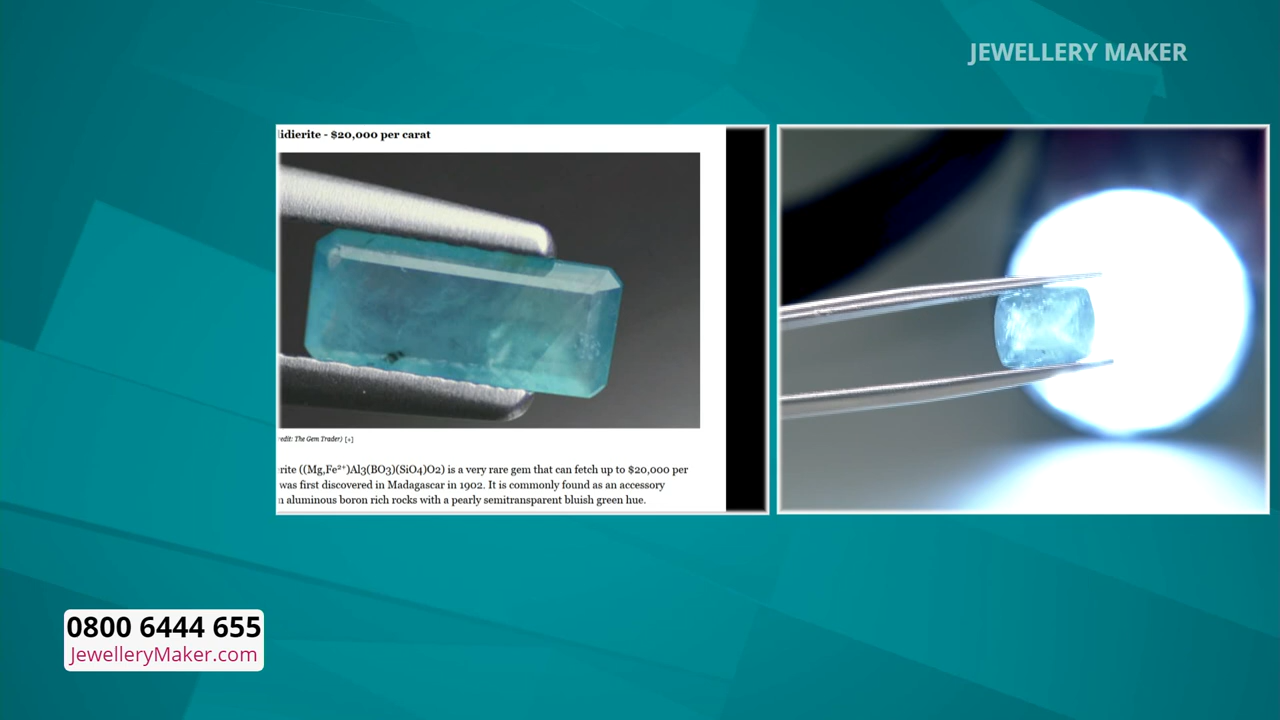 JEWELLERY MAKER
idierite - $20,000 per carat
edit: The Gem Trader) [+]
rite ((Mg,Fe²⁺)Al3(BO3)(SiO4)O2) is a very rare gem that can fetch up to $20,000 per
was first discovered in Madagascar in 1902. It is commonly found as an accessory
n aluminous boron rich rocks with a pearly semitransparent bluish green hue.
0800 6444 655
JewelleryMaker.com